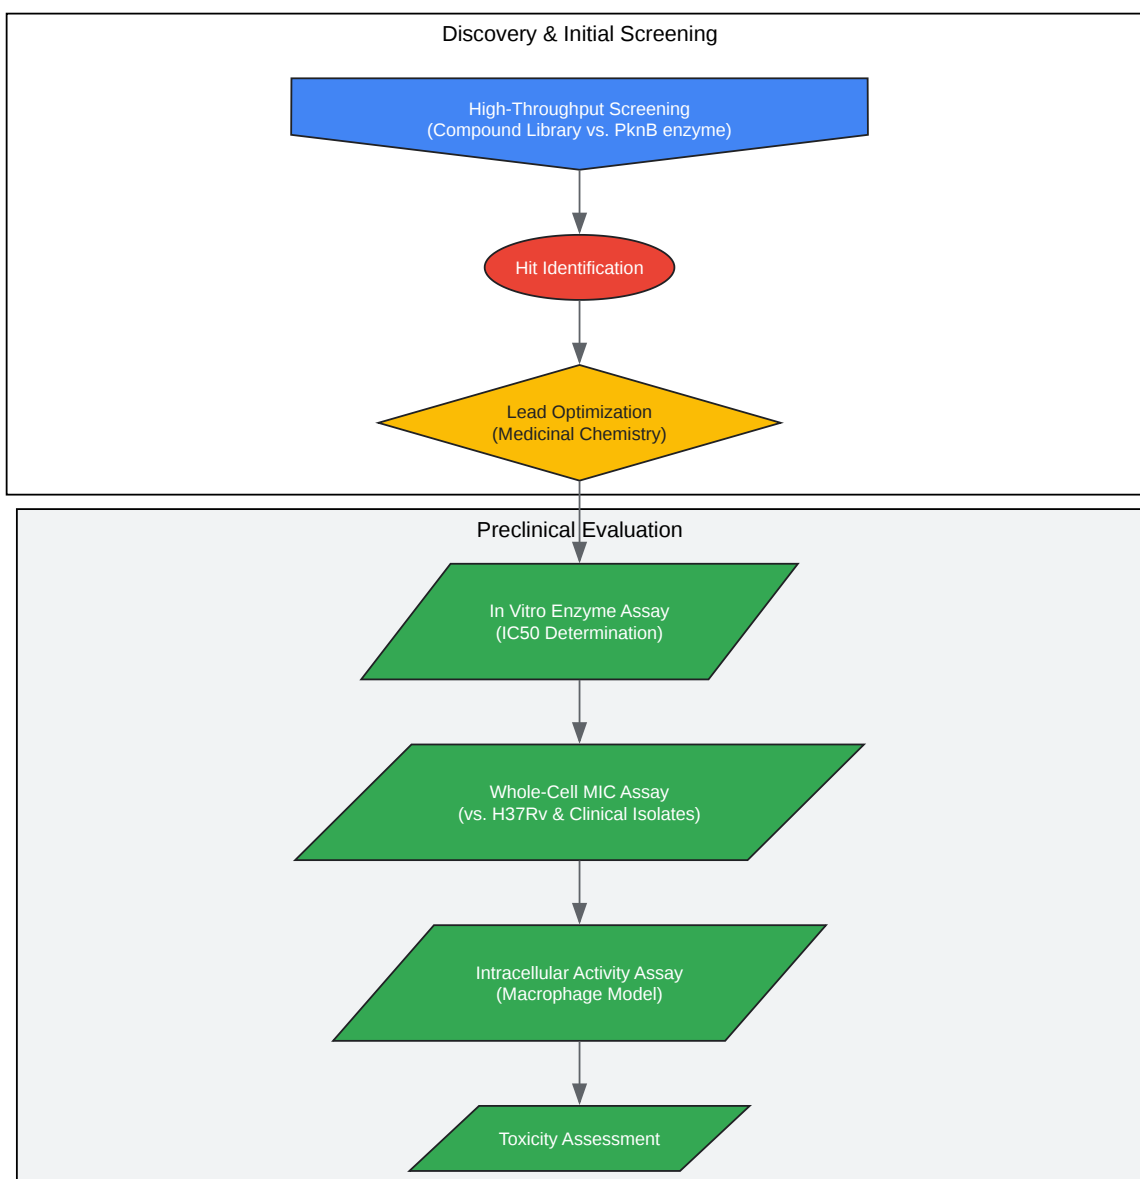 Discovery & Initial Screening
High-Throughput Screening
(Compound Library vs. PknB enzyme)
Hit Identification
Lead Optimization
(Medicinal Chemistry)
Preclinical Evaluation
In Vitro Enzyme Assay
(IC50 Determination)
Whole-Cell MIC Assay
(vs. H37Rv & Clinical Isolates)
Intracellular Activity Assay
(Macrophage Model)
Toxicity Assessment